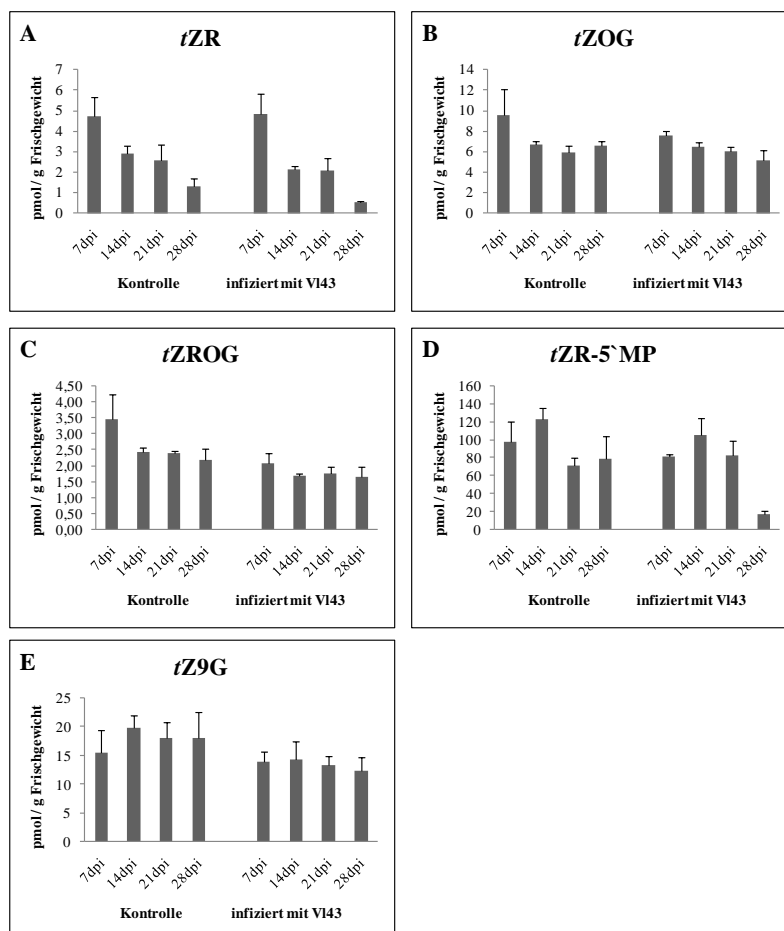 A
tZR
pmol / g Frischgewicht
7
6
5
4
3
2
1
0
7dpi
14dpi
21dpi
28dpi
7dpi
14dpi
21dpi
28dpi
Kontrolle
infiziert mit Vl43
B
tZOG
pmol / g Frischgewicht
14
12
10
8
6
4
2
0
7dpi
14dpi
21dpi
28dpi
7dpi
14dpi
21dpi
28dpi
Kontrolle
infiziert mit Vl43
C
tZROG
pmol / g Frischgewicht
4,50
4,00
3,50
3,00
2,50
2,00
1,50
1,00
0,50
0,00
7dpi
14dpi
21dpi
28dpi
7dpi
14dpi
21dpi
28dpi
Kontrolle
infiziert mit Vl43
D
tZR-5`MP
pmol / g Frischgewicht
160
140
120
100
80
60
40
20
0
7dpi
14dpi
21dpi
28dpi
7dpi
14dpi
21dpi
28dpi
Kontrolle
infiziert mit Vl43
E
tZ9G
pmol / g Frischgewicht
25
20
15
10
5
0
7dpi
14dpi
21dpi
28dpi
7dpi
14dpi
21dpi
28dpi
Kontrolle
infiziert mit Vl43